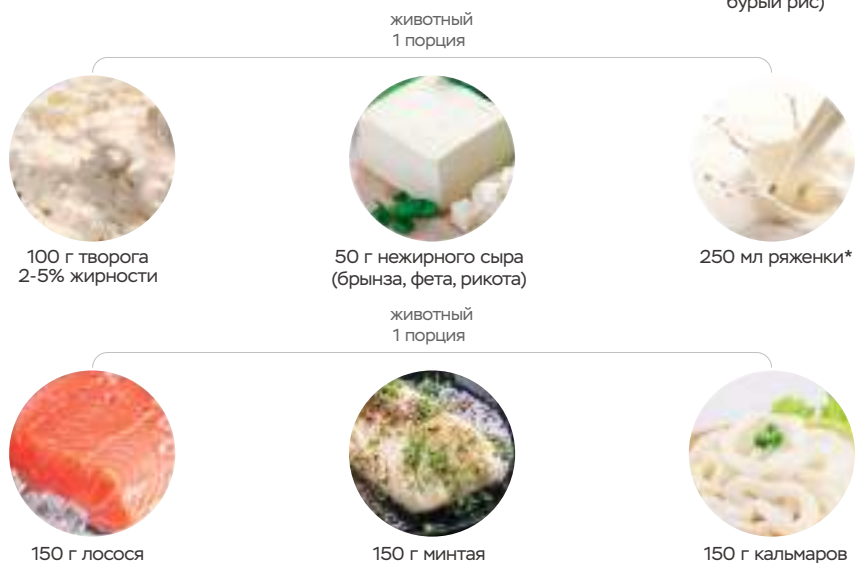 бурый рис)
животный
1 порция
100 г творога
2-5% жирности
50 г нежирного сыра
(брынза, фета, рикота)
250 мл ряженки*
животный
1 порция
150 г лосося
150 г минтая
150 г кальмаров